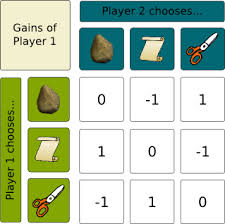 Gains of
Player 1
Player 2 chooses...
Player 1 chooses...
0 -1 1
1 0 -1
-1 1 0